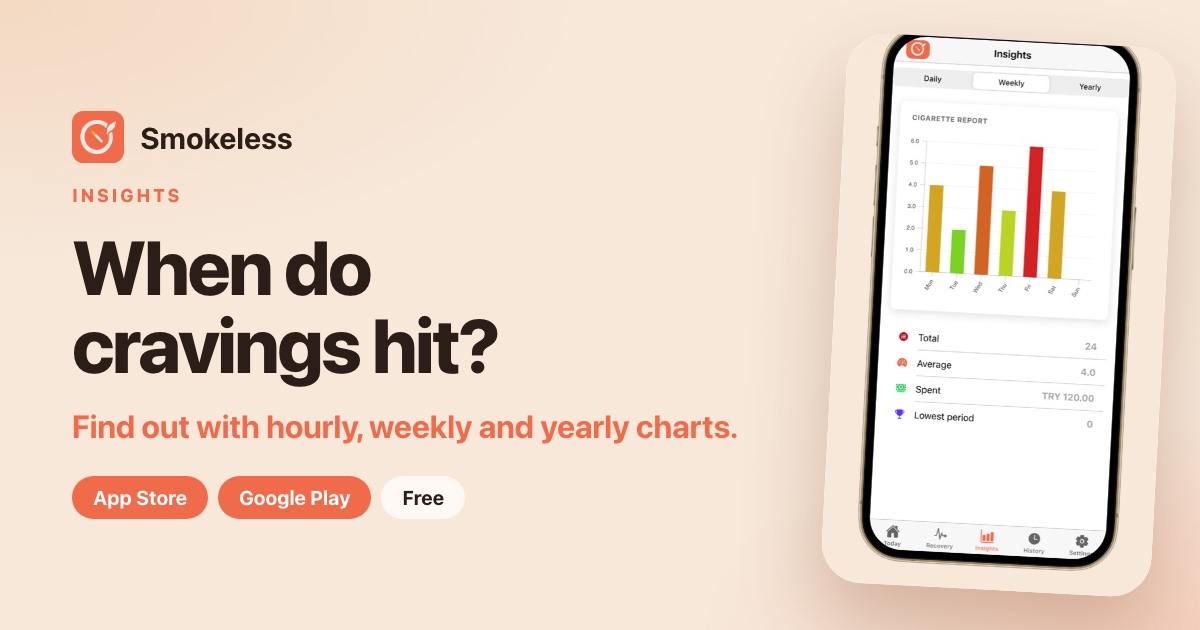 Smokeless
INSIGHTS
When do
cravings hit?
Find out with hourly, weekly and yearly charts.
App Store
Google Play
Free
Insights
Daily
Weekly
Yearly
CIGARETTE REPORT
6.0
5.0
4.0
3.0
2.0
1.0
0.0
Mon
Tue
Wed
Thu
Fri
Sat
Sun
Total
24
Average
4.0
Spent
TRY 120.00
Lowest period
0
Today
Recovery
Insights
History
Settings